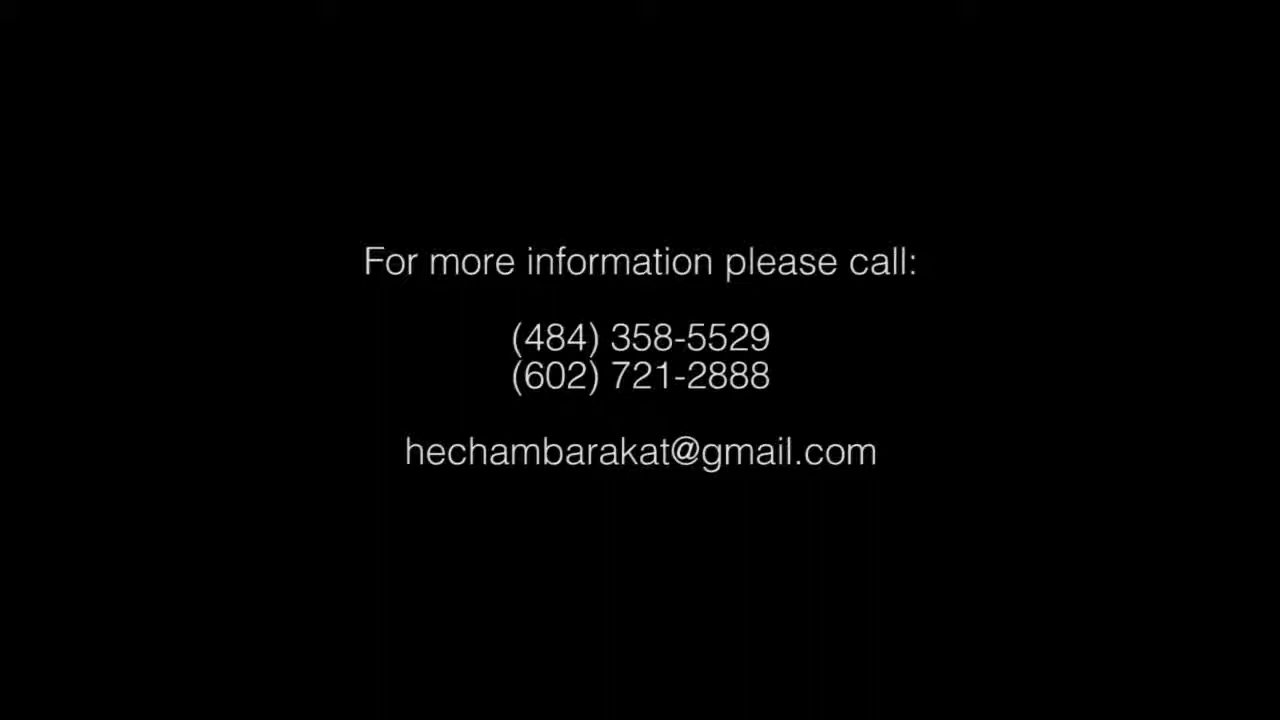 For more information please call:
(484) 358-5529
(602) 721-2888
hechambarakat@gmail.com